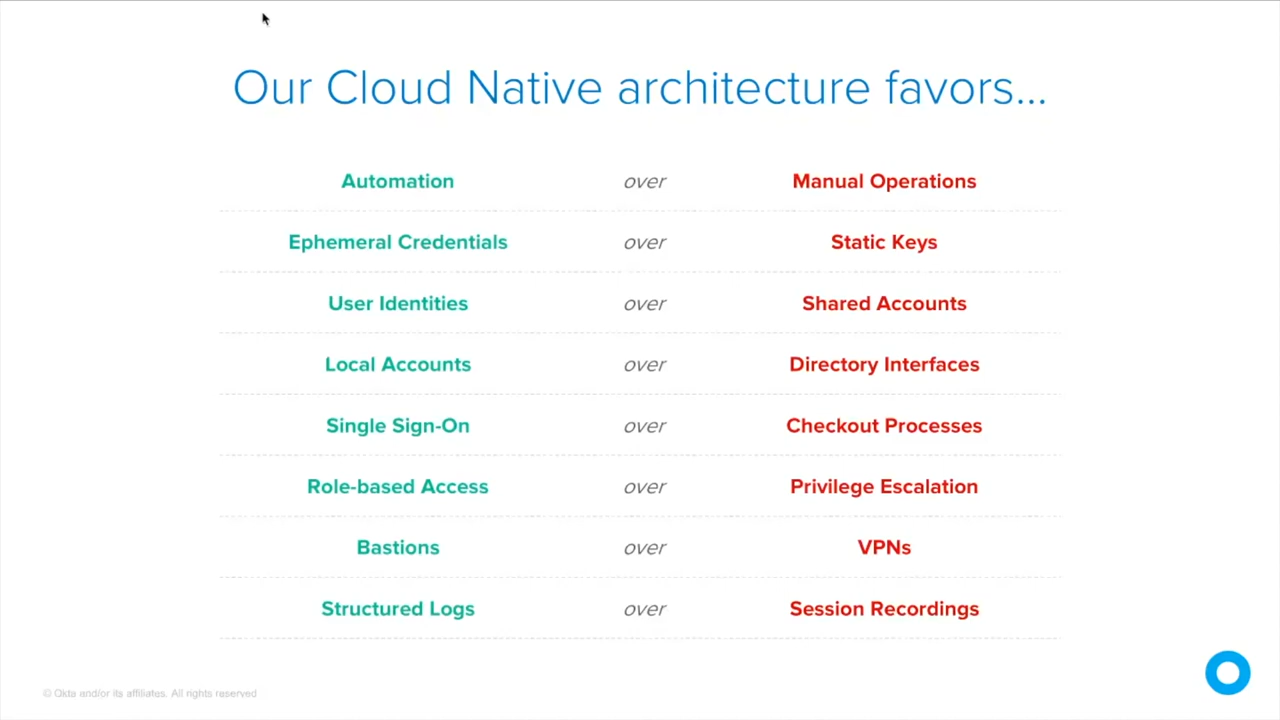 Our Cloud Native architecture favors...
Automation over Manual Operations
Ephemeral Credentials over Static Keys
User Identities over Shared Accounts
Local Accounts over Directory Interfaces
Single Sign-On over Checkout Processes
Role-based Access over Privilege Escalation
Bastions over VPNs
Structured Logs over Session Recordings
© Okta and/or its affiliates. All rights reserved